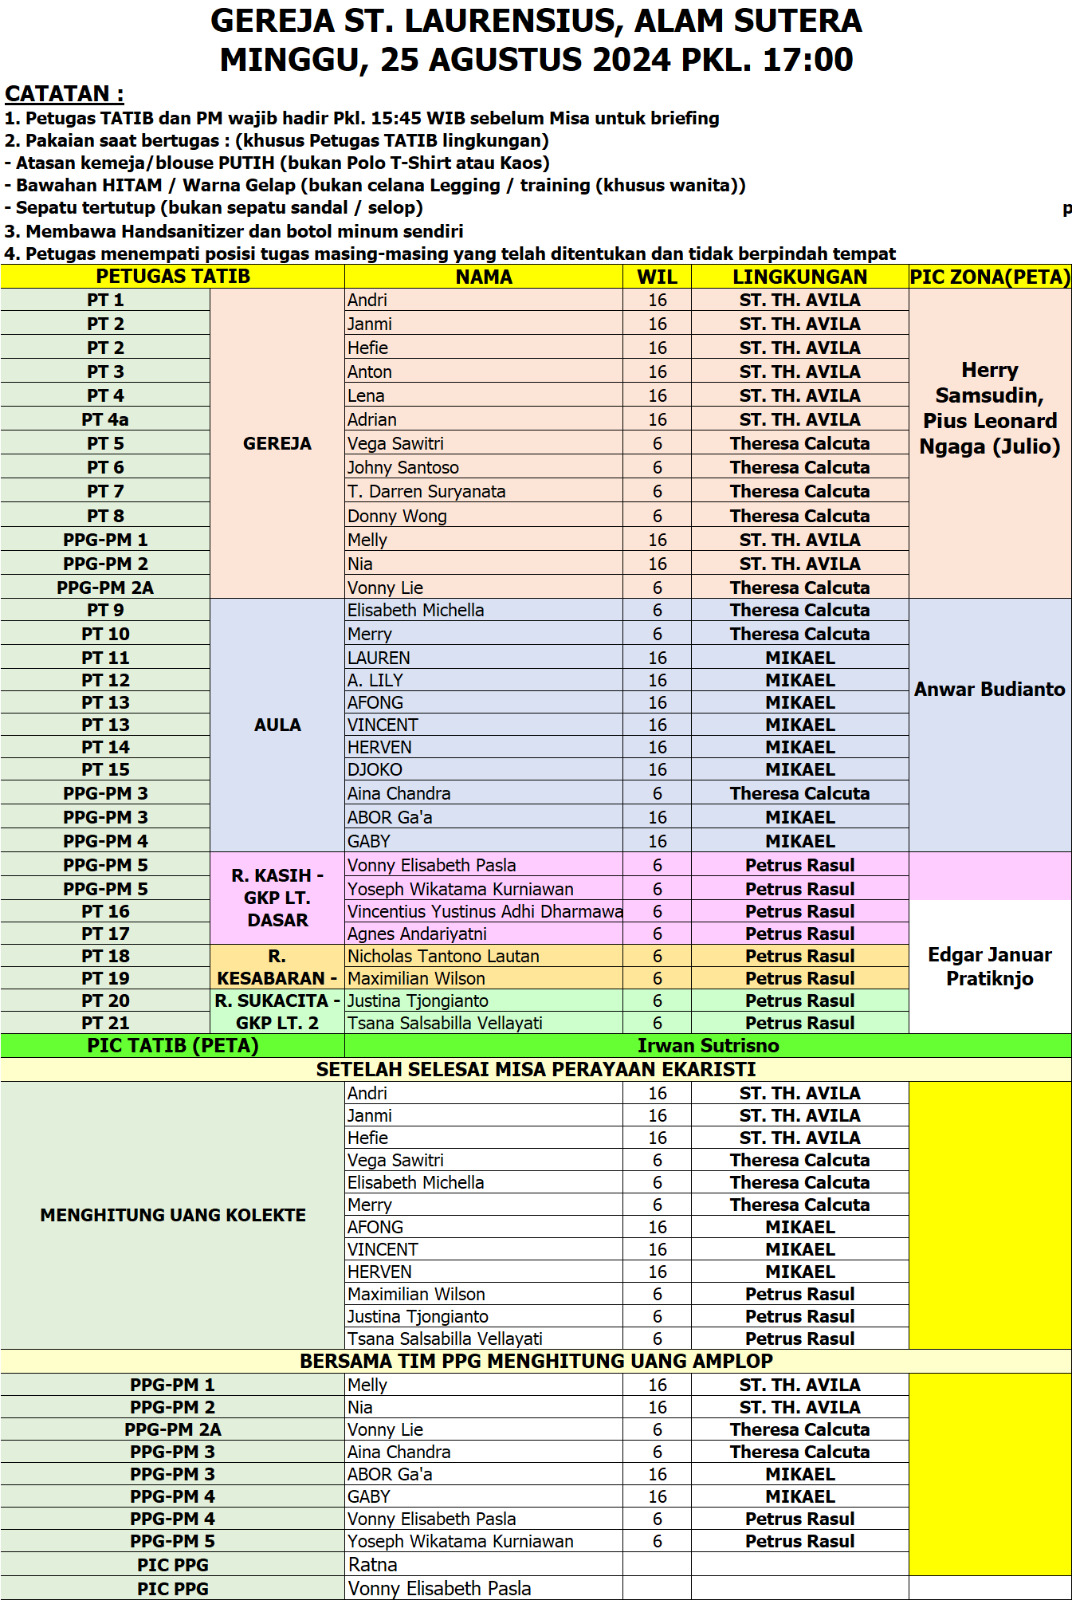 GEREJA ST. LAURENSIUS, ALAM SUTERA
MINGGU, 25 AGUSTUS 2024 PKL. 17:00
CATATAN :
1. Petugas TATIB dan PM wajib hadir Pkl. 15:45 WIB sebelum Misa untuk briefing
2. Pakaian saat bertugas : (khusus Petugas TATIB lingkungan)
- Atasan kemeja/blouse PUTIH (bukan Polo T-Shirt atau Kaos)
- Bawahan HITAM / Warna Gelap (bukan celana Legging / training (khusus wanita))
- Sepatu tertutup (bukan sepatu sandal / selop) p
3. Membawa Handsanitizer dan botol minum sendiri
4. Petugas menempati posisi tugas masing-masing yang telah ditentukan dan tidak berpindah tempat
PETUGAS TATIB NAMA WIL LINGKUNGAN PIC ZONA(PETA)
PT 1 Andri 16 ST. TH. AVILA
PT 2 Janmi 16 ST. TH. AVILA
PT 2 Hefie 16 ST. TH. AVILA
PT 3 Anton 16 ST. TH. AVILA Herry
PT 4 Lena 16 ST. TH. AVILA Samsudin,
PT 4a Adrian 16 ST. TH. AVILA Pius Leonard
PT 5 GEREJA Vega Sawitri 6 Theresa Calcuta Ngaga (Julio)
PT 6 Johny Santoso 6 Theresa Calcuta
PT 7 T. Darren Suryanata 6 Theresa Calcuta
PT 8 Donny Wong 6 Theresa Calcuta
PPG-PM 1 Melly 16 ST. TH. AVILA
PPG-PM 2 Nia 16 ST. TH. AVILA
PPG-PM 2A Vonny Lie 6 Theresa Calcuta
PT 9 Elisabeth Michella 6 Theresa Calcuta
PT 10 Merry 6 Theresa Calcuta
PT 11 LAUREN 16 MIKAEL
PT 12 A. LILY 16 MIKAEL Anwar Budianto
PT 13 AFONG 16 MIKAEL
PT 13 AULA VINCENT 16 MIKAEL
PT 14 HERVEN 16 MIKAEL
PT 15 DJOKO 16 MIKAEL
PPG-PM 3 Aina Chandra 6 Theresa Calcuta
PPG-PM 3 ABOR Ga'a 16 MIKAEL
PPG-PM 4 GABY 16 MIKAEL
PPG-PM 5 R. KASIH - Vonny Elisabeth Pasla 6 Petrus Rasul
PPG-PM 5 GKP LT. Yoseph Wikatama Kurniawan 6 Petrus Rasul
PT 16 DASAR Vincentius Yustinus Adhi Dharmawa 6 Petrus Rasul
PT 17 Agnes Andariyatni 6 Petrus Rasul
PT 18 R. Nicholas Tantono Lautan 6 Petrus Rasul Edgar Januar
PT 19 KESABARAN - Maximilian Wilson 6 Petrus Rasul Pratiknjo
PT 20 R. SUKACITA - Justina Tjongianto 6 Petrus Rasul
PT 21 GKP LT. 2 Tsana Salsabilla Vellayati 6 Petrus Rasul
PIC TATIB (PETA) Irwan Sutrisno
SETELAH SELESAI MISA PERAYAAN EKARISTI
Andri 16 ST. TH. AVILA
Janmi 16 ST. TH. AVILA
Hefie 16 ST. TH. AVILA
Vega Sawitri 6 Theresa Calcuta
Elisabeth Michella 6 Theresa Calcuta
Merry 6 Theresa Calcuta
MENGHITUNG UANG KOLEKTE
AFONG 16 MIKAEL
VINCENT 16 MIKAEL
HERVEN 16 MIKAEL
Maximilian Wilson 6 Petrus Rasul
Justina Tjongianto 6 Petrus Rasul
Tsana Salsabilla Vellayati 6 Petrus Rasul
BERSAMA TIM PPG MENGHITUNG UANG AMPLOP
PPG-PM 1 Melly 16 ST. TH. AVILA
PPG-PM 2 Nia 16 ST. TH. AVILA
PPG-PM 2A Vonny Lie 6 Theresa Calcuta
PPG-PM 3 Aina Chandra 6 Theresa Calcuta
PPG-PM 3 ABOR Ga'a 16 MIKAEL
PPG-PM 4 GABY 16 MIKAEL
PPG-PM 4 Vonny Elisabeth Pasla 6 Petrus Rasul
PPG-PM 5 Yoseph Wikatama Kurniawan 6 Petrus Rasul
PIC PPG Ratna
PIC PPG Vonny Elisabeth Pasla